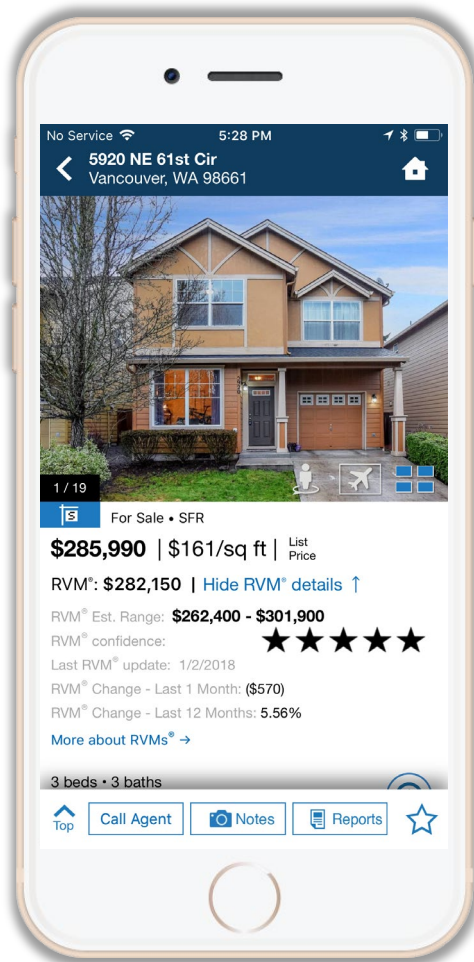 No Service 5:28 PM
5920 NE 61st Cir
Vancouver, WA 98661
1 / 19
S For Sale • SFR
$285,990 | $161/sq ft | List Price
RVM®: $282,150 | Hide RVM® details ↑
RVM® Est. Range: $262,400 - $301,900
RVM® confidence: ★★★★★
Last RVM® update: 1/2/2018
RVM® Change - Last 1 Month: ($570)
RVM® Change - Last 12 Months: 5.56%
More about RVMs® →
3 beds • 3 baths
Top Call Agent Notes Reports